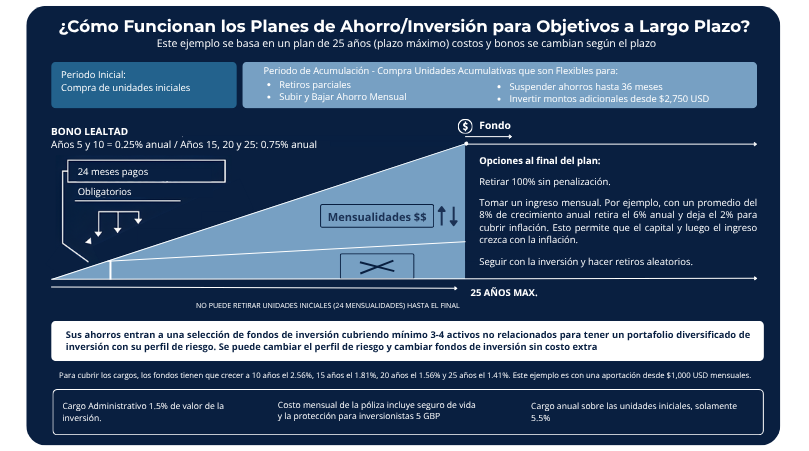 ¿Cómo Funcionan los Planes de Ahorro/Inversión para Objetivos a Largo Plazo?
Este ejemplo se basa en un plan de 25 años (plazo máximo) costos y bonos se cambian según el plazo
Periodo Inicial:
Compra de unidades iniciales
Periodo de Acumulación - Compra Unidades Acumulativas que son Flexibles para:
• Retiros parciales
• Subir y Bajar Ahorro Mensual
• Suspender ahorros hasta 36 meses
• Invertir montos adicionales desde $2,750 USD
BONO LEALTAD
Años 5 y 10 = 0.25% anual / Años 15, 20 y 25: 0.75% anual
24 meses pagos
Obligatorios
Mensualidades $$
$ Fondo
Opciones al final del plan:
Retirar 100% sin penalización.
Tomar un ingreso mensual. Por ejemplo, con un promedio del
8% de crecimiento anual retira el 6% anual y deja el 2% para
cubrir inflación. Esto permite que el capital y luego el ingreso
crezca con la inflación.
Seguir con la inversión y hacer retiros aleatorios.
25 AÑOS MAX.
NO PUEDE RETIRAR UNIDADES INICIALES (24 MENSUALIDADES) HASTA EL FINAL
Sus ahorros entran a una selección de fondos de inversión cubriendo mínimo 3-4 activos no relacionados para tener un portafolio diversificado de
inversión con su perfil de riesgo. Se puede cambiar el perfil de riesgo y cambiar fondos de inversión sin costo extra
Para cubrir los cargos, los fondos tienen que crecer a 10 años el 2.56%, 15 años el 1.81%, 20 años el 1.56% y 25 años el 1.41%. Este ejemplo es con una aportación desde $1,000 USD mensuales.
Cargo Administrativo 1.5% de valor de la
inversión.
Costo mensual de la póliza incluye seguro de vida
y la protección para inversionistas 5 GBP
Cargo anual sobre las unidades iniciales, solamente
5.5%